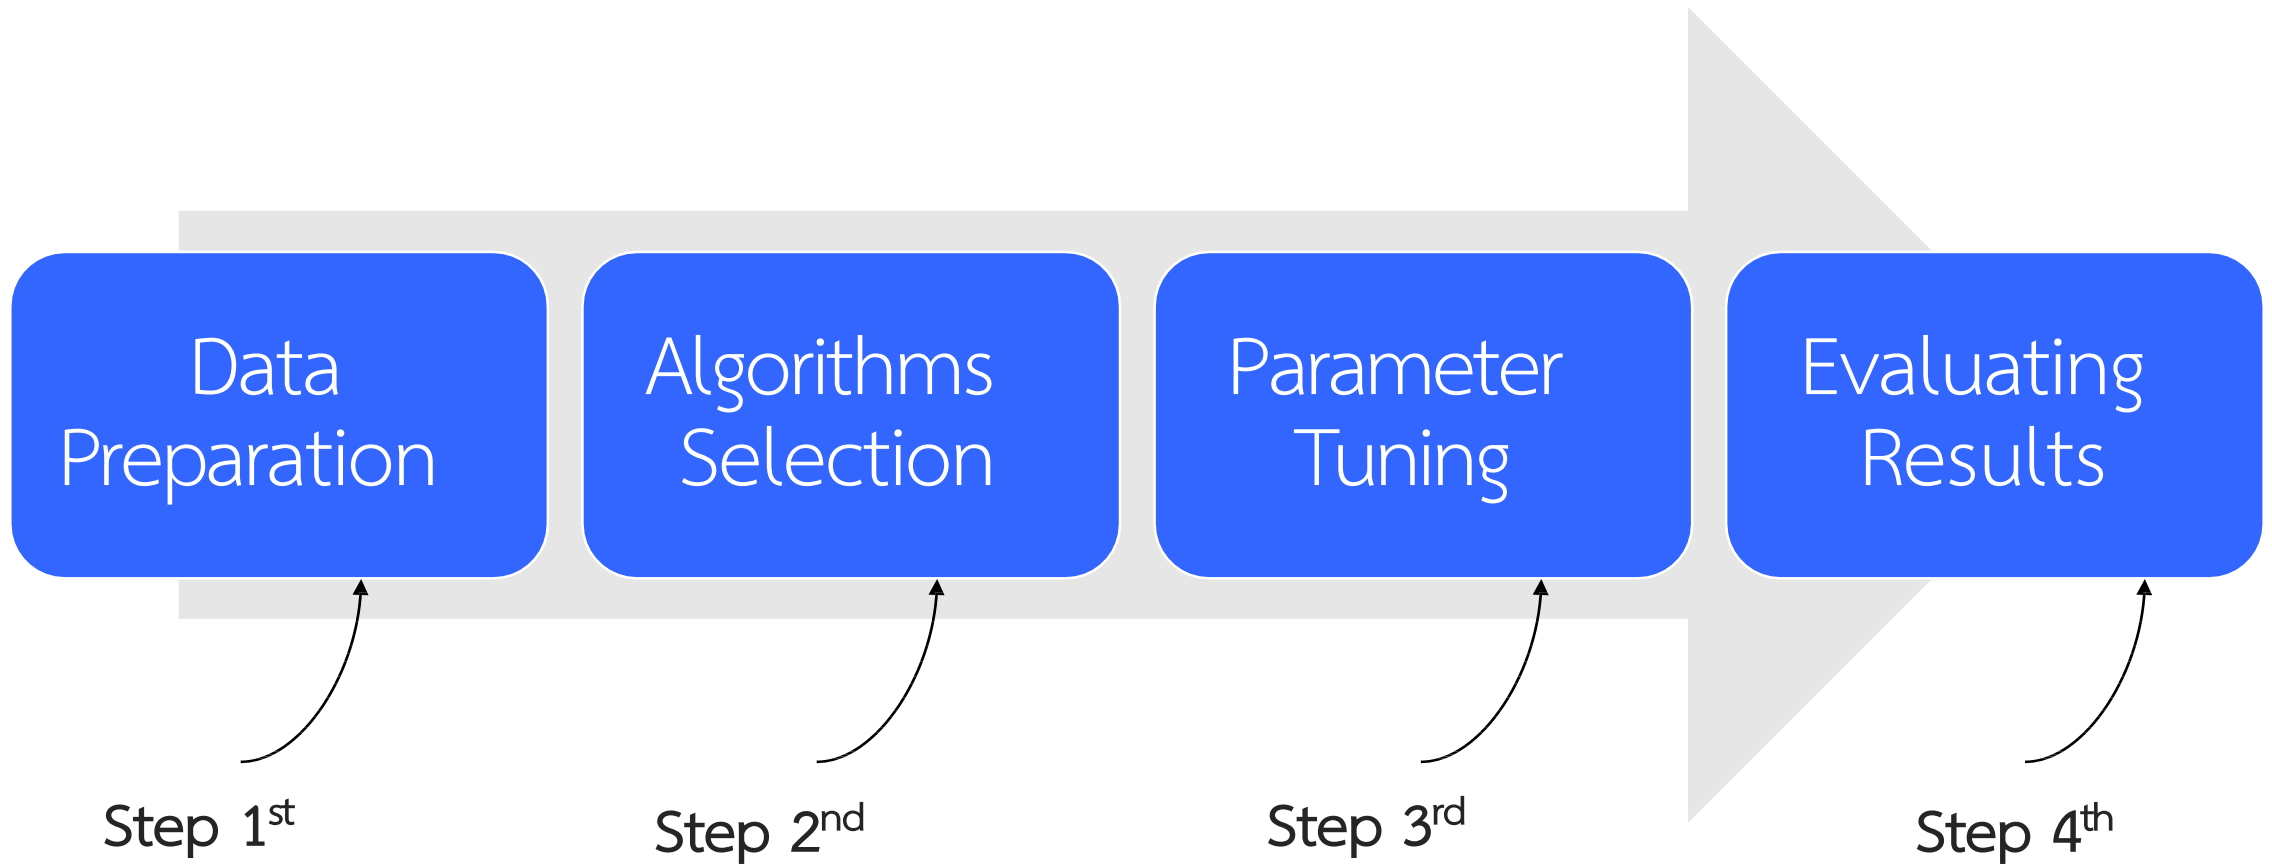 Data
Preparation
Algorithms
Selection
Parameter
Tuning
Evaluating
Results
Step 1st
Step 2nd
Step 3rd
Step 4th